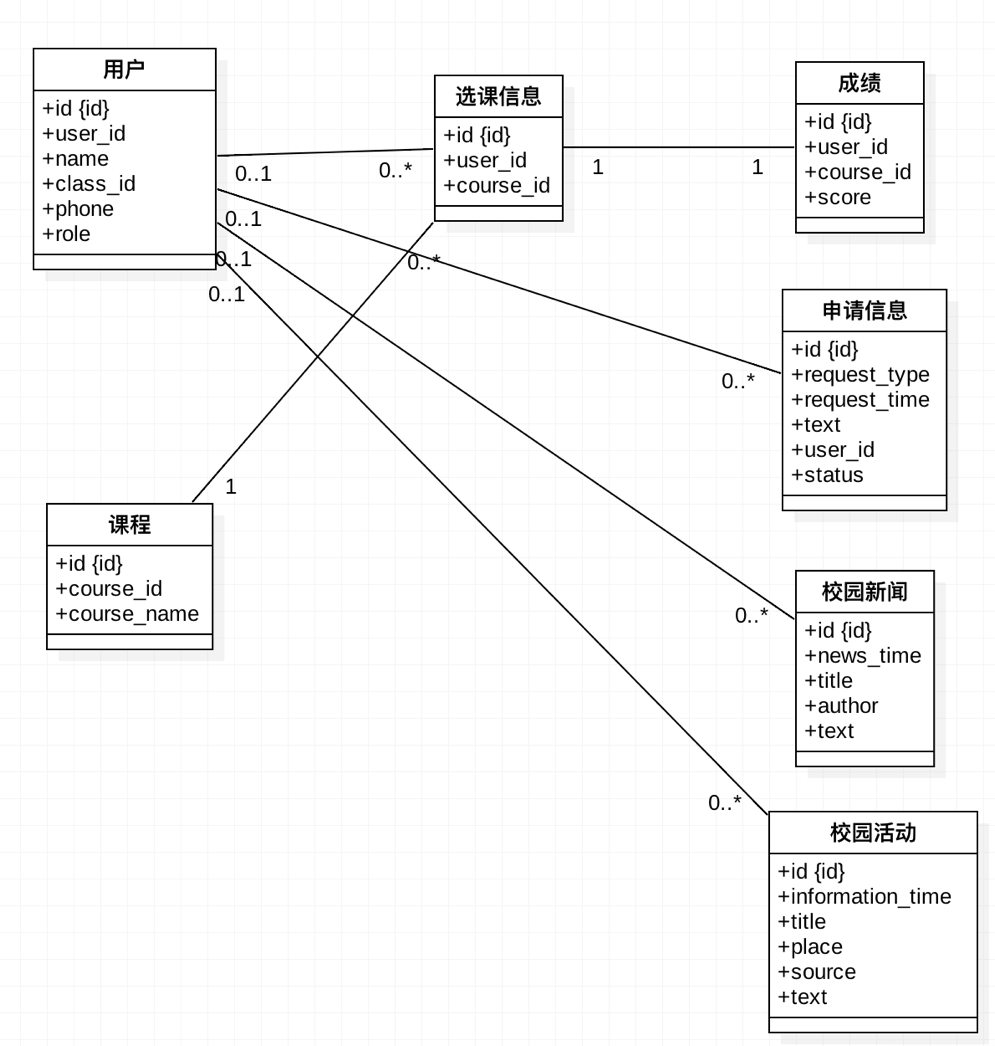 用户
+id {id}
+user_id
+name
+class_id
+phone
+role
选课信息
+id {id}
+user_id
+course_id
成绩
+id {id}
+user_id
+course_id
+score
0..1
0..*
1
1
0..1
0..1
0..1
0..*
申请信息
+id {id}
+request_type
+request_time
+text
+user_id
+status
0..*
1
课程
+id {id}
+course_id
+course_name
校园新闻
+id {id}
+news_time
+title
+author
+text
0..*
0..*
校园活动
+id {id}
+information_time
+title
+place
+source
+text